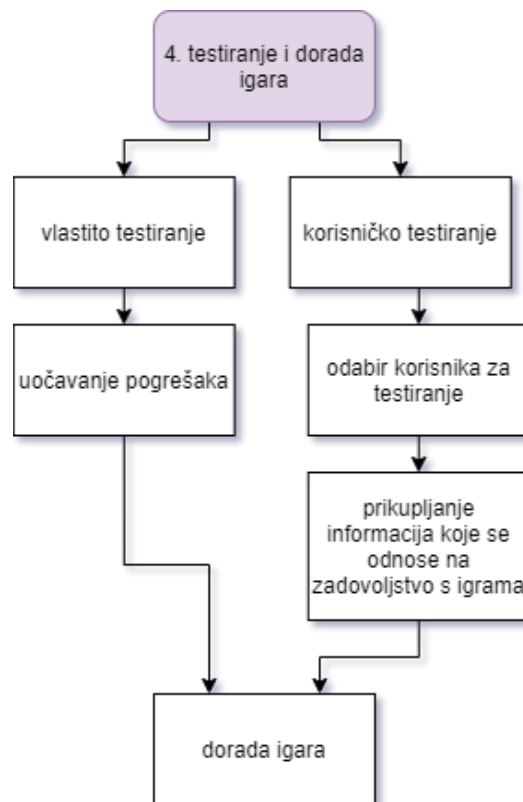 4. testiranje i dorada
igara
vlastito testiranje
korisničko testiranje
uočavanje pogrešaka
odabir korisnika za
testiranje
prikupljanje
informacija koje se
odnose na
zadovoljstvo s igrama
dorada igara